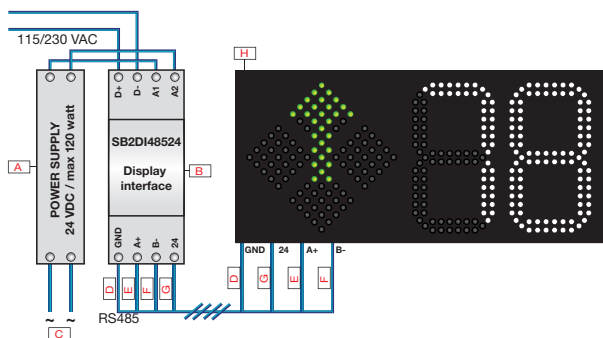 115/230 VAC
H
D+
D-
A1
A2
POWER SUPPLY
24 VDC / max 120 watt
SB2DI48524
Display
interface
A
B
GND
A+
B-
24
GND 24 A+ B-
D
E
F
G
D
G
E
F
~ ~
RS485
C